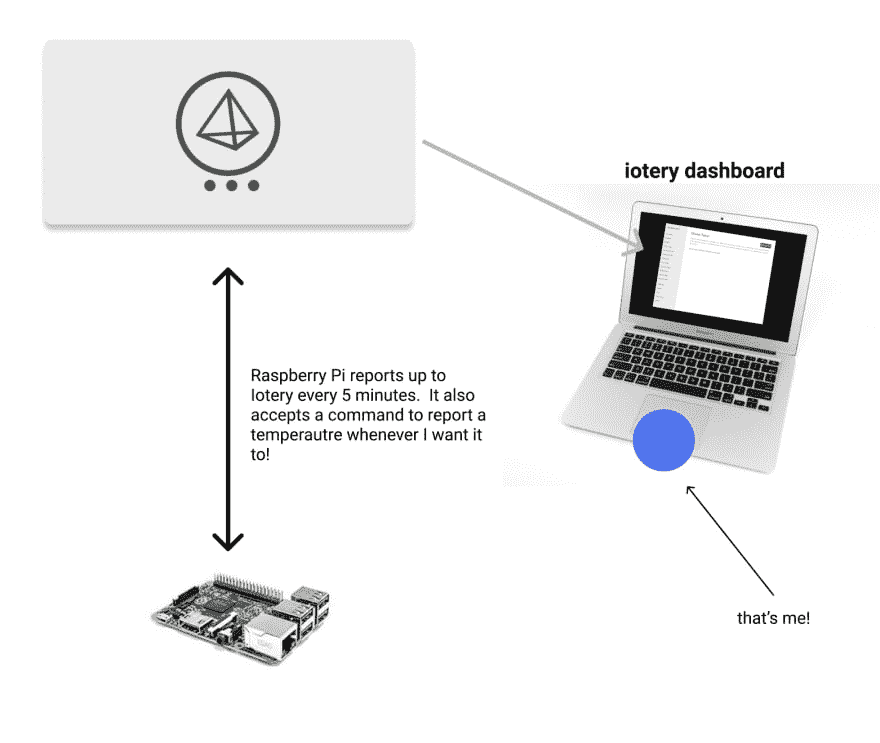 iotery dashboard
Raspberry Pi reports up to
Iotery every 5 minutes.  It also
accepts a command to report a
temperautre whenever I want it
to!
that's me!